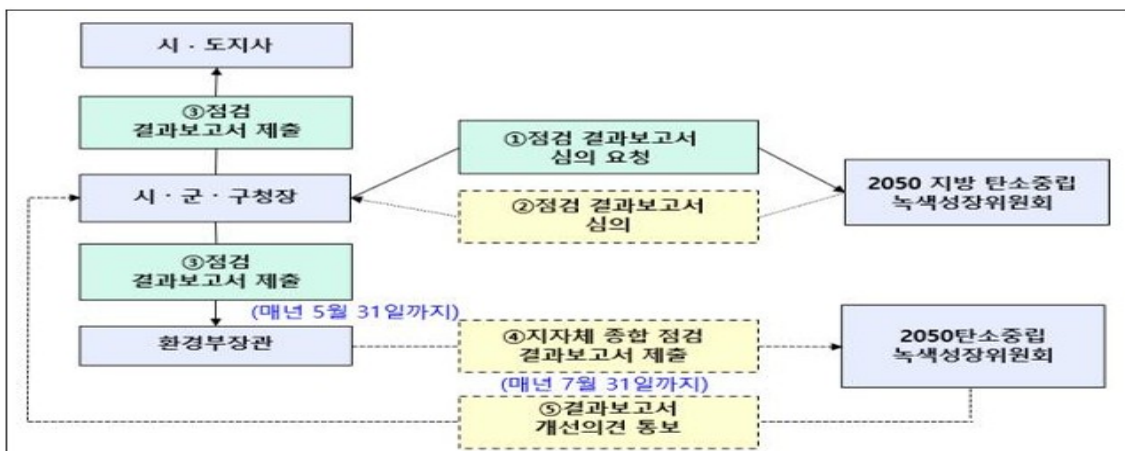 시 · 도지사
③점검
결과보고서 제출
①점검 결과보고서
심의 요청
시 · 군 · 구청장
2050 지방 탄소중립
녹색성장위원회
②점검 결과보고서
심의
③점검
결과보고서 제출
(매년 5월 31일까지)
환경부장관
④지자체 종합 점검
결과보고서 제출
2050탄소중립
녹색성장위원회
(매년 7월 31일까지)
⑤결과보고서
개선의견 통보